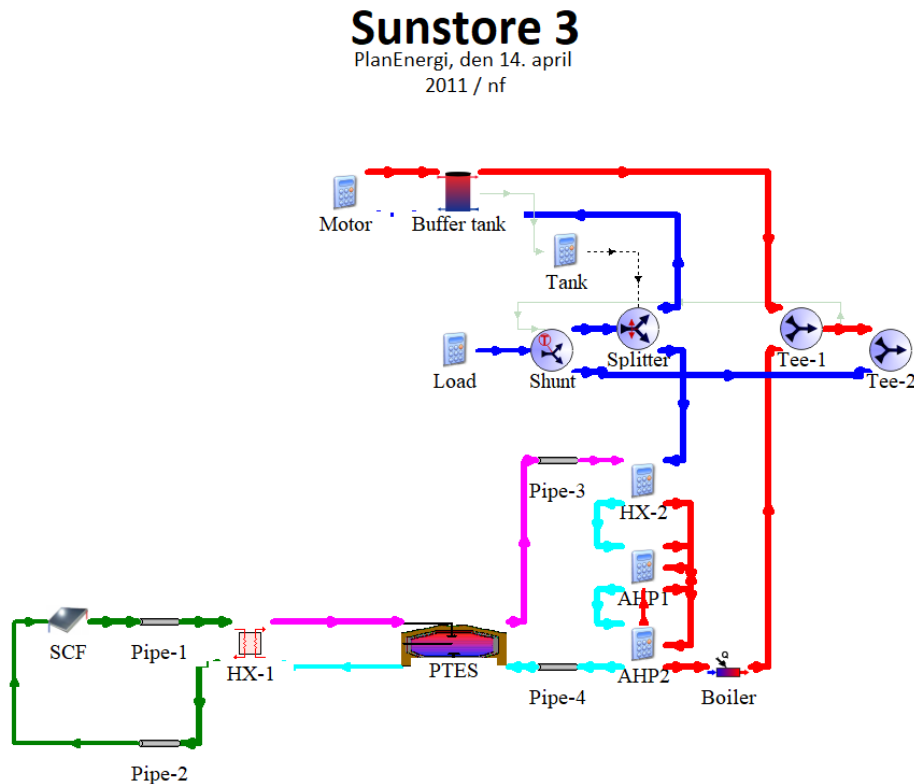 Sunstore 3
PlanEnergi, den 14. april
2011 / nf
Motor
Buffer tank
Tank
Load
Shunt
Splitter
Tee-1
Tee-2
Pipe-3
HX-2
AHP1
SCF
Pipe-1
HX-1
PTES
Pipe-4
AHP2
Boiler
Pipe-2